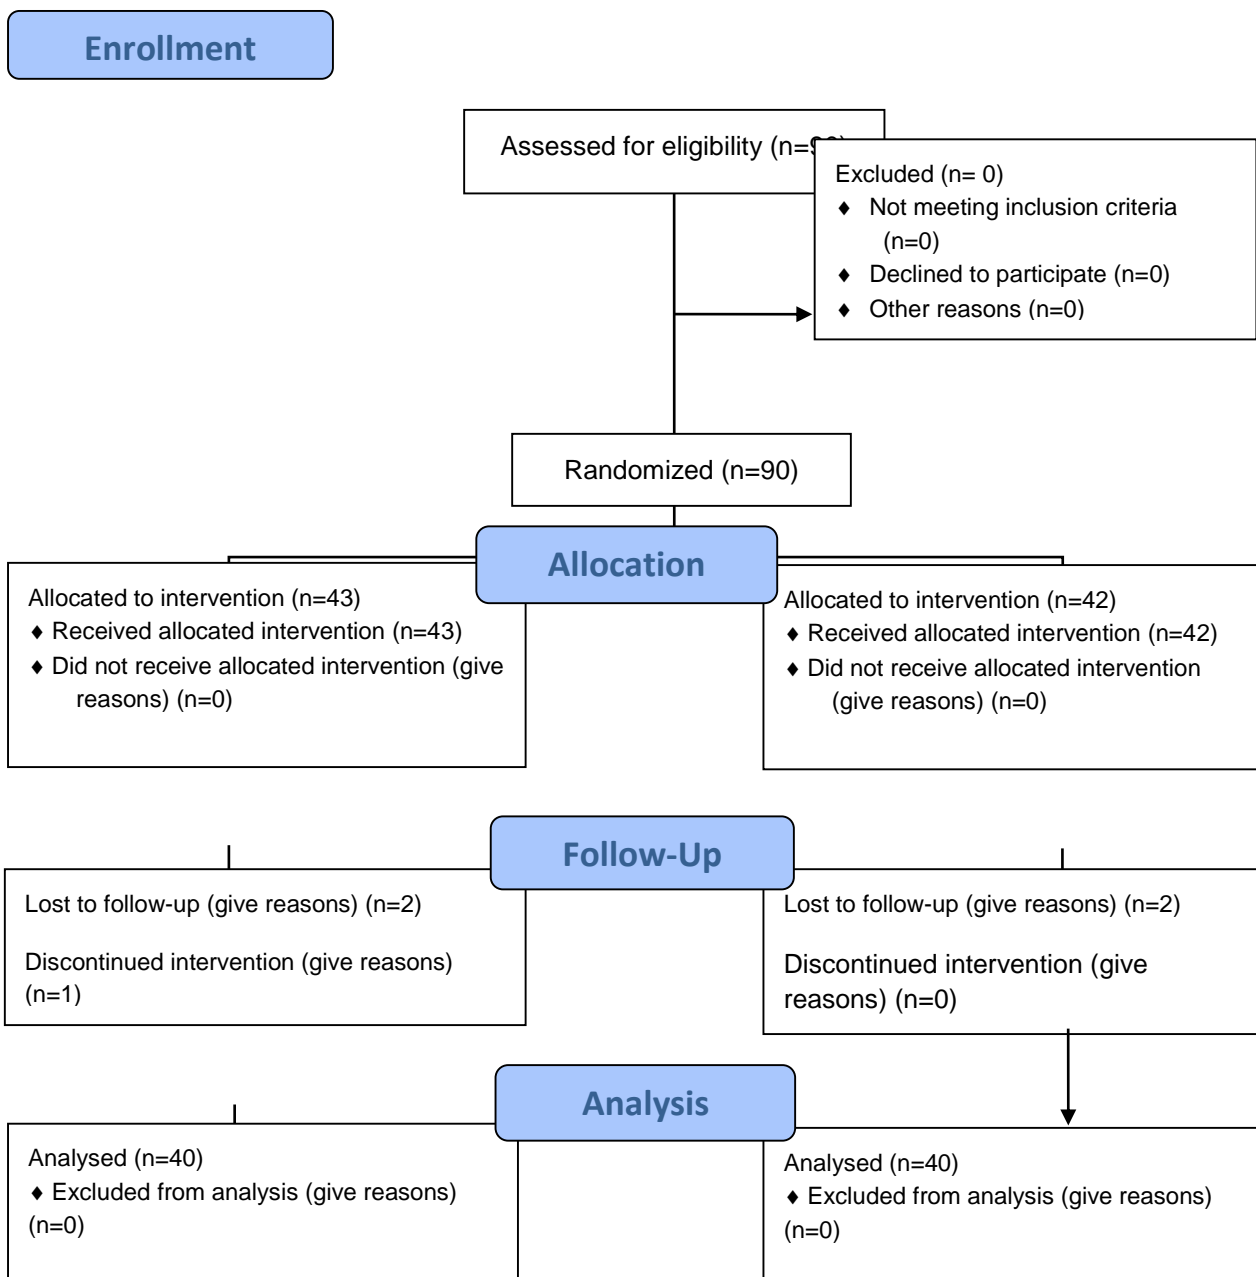 Enrollment
Assessed for eligibility (n=
Excluded (n= 0)
♦ Not meeting inclusion criteria
(n=0)
♦ Declined to participate (n=0)
♦ Other reasons (n=0)
Randomized (n=90)
Allocation
Allocated to intervention (n=43)
♦ Received allocated intervention (n=43)
♦ Did not receive allocated intervention (give
reasons) (n=0)
Allocated to intervention (n=42)
♦ Received allocated intervention (n=42)
♦ Did not receive allocated intervention
(give reasons) (n=0)
Follow-Up
Lost to follow-up (give reasons) (n=2)
Discontinued intervention (give reasons)
(n=1)
Lost to follow-up (give reasons) (n=2)
Discontinued intervention (give
reasons) (n=0)
Analysis
Analysed (n=40)
♦ Excluded from analysis (give reasons)
(n=0)
Analysed (n=40)
♦ Excluded from analysis (give reasons)
(n=0)